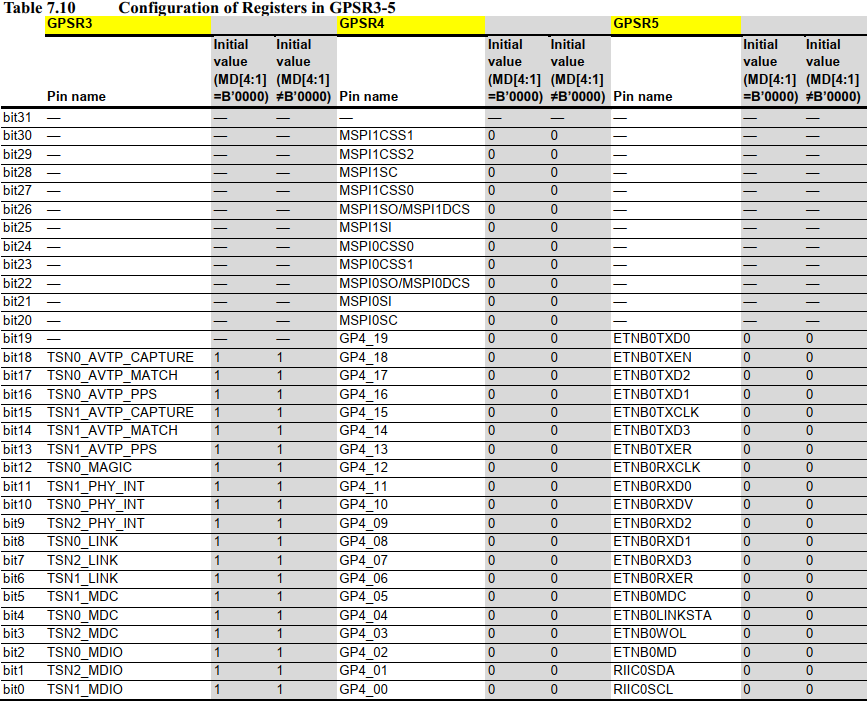 Table 7.10 Configuration of Registers in GPSR3-5
GPSR3 GPSR4 GPSR5
Initial Initial Initial Initial Initial Initial
value value value value value value
(MD[4:1] (MD[4:1] (MD[4:1] (MD[4:1] (MD[4:1] (MD[4:1]
Pin name =B'0000) ≠B'0000) Pin name =B'0000) ≠B'0000) Pin name =B'0000) ≠B'0000)
bit31 — — — — — — — — —
bit30 — — — MSPI1CSS1 0 0 — — —
bit29 — — — MSPI1CSS2 0 0 — — —
bit28 — — — MSPI1SC 0 0 — — —
bit27 — — — MSPI1CSS0 0 0 — — —
bit26 — — — MSPI1SO/MSPI1DCS 0 0 — — —
bit25 — — — MSPI1SI 0 0 — — —
bit24 — — — MSPI0CSS0 0 0 — — —
bit23 — — — MSPI0CSS1 0 0 — — —
bit22 — — — MSPI0SO/MSPI0DCS 0 0 — — —
bit21 — — — MSPI0SI 0 0 — — —
bit20 — — — MSPI0SC 0 0 — — —
bit19 — — — GP4_19 0 0 ETNB0TXD0 0 0
bit18 TSN0_AVTP_CAPTURE 1 1 GP4_18 0 0 ETNB0TXEN 0 0
bit17 TSN0_AVTP_MATCH 1 1 GP4_17 0 0 ETNB0TXD2 0 0
bit16 TSN0_AVTP_PPS 1 1 GP4_16 0 0 ETNB0TXD1 0 0
bit15 TSN1_AVTP_CAPTURE 1 1 GP4_15 0 0 ETNB0TXCLK 0 0
bit14 TSN1_AVTP_MATCH 1 1 GP4_14 0 0 ETNB0TXD3 0 0
bit13 TSN1_AVTP_PPS 1 1 GP4_13 0 0 ETNB0TXER 0 0
bit12 TSN0_MAGIC 1 1 GP4_12 0 0 ETNB0RXCLK 0 0
bit11 TSN1_PHY_INT 1 1 GP4_11 0 0 ETNB0RXD0 0 0
bit10 TSN0_PHY_INT 1 1 GP4_10 0 0 ETNB0RXDV 0 0
bit9 TSN2_PHY_INT 1 1 GP4_09 0 0 ETNB0RXD2 0 0
bit8 TSN0_LINK 1 1 GP4_08 0 0 ETNB0RXD1 0 0
bit7 TSN2_LINK 1 1 GP4_07 0 0 ETNB0RXD3 0 0
bit6 TSN1_LINK 1 1 GP4_06 0 0 ETNB0RXER 0 0
bit5 TSN1_MDC 1 1 GP4_05 0 0 ETNB0MDC 0 0
bit4 TSN0_MDC 1 1 GP4_04 0 0 ETNB0LINKSTA 0 0
bit3 TSN2_MDC 1 1 GP4_03 0 0 ETNB0WOL 0 0
bit2 TSN0_MDIO 1 1 GP4_02 0 0 ETNB0MD 0 0
bit1 TSN2_MDIO 1 1 GP4_01 0 0 RIIC0SDA 0 0
bit0 TSN1_MDIO 1 1 GP4_00 0 0 RIIC0SCL 0 0